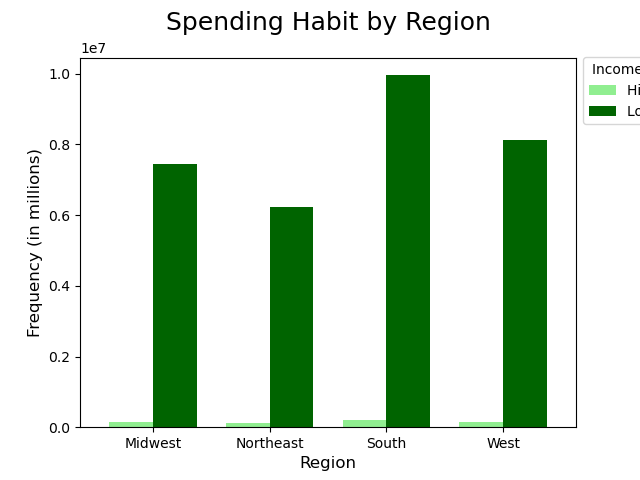 Spending Habit by Region
1e7
1.0
0.8
0.6
0.4
0.2
0.0
Frequency (in millions)
Midwest Northeast South West
Region
Income
Hi
Lo